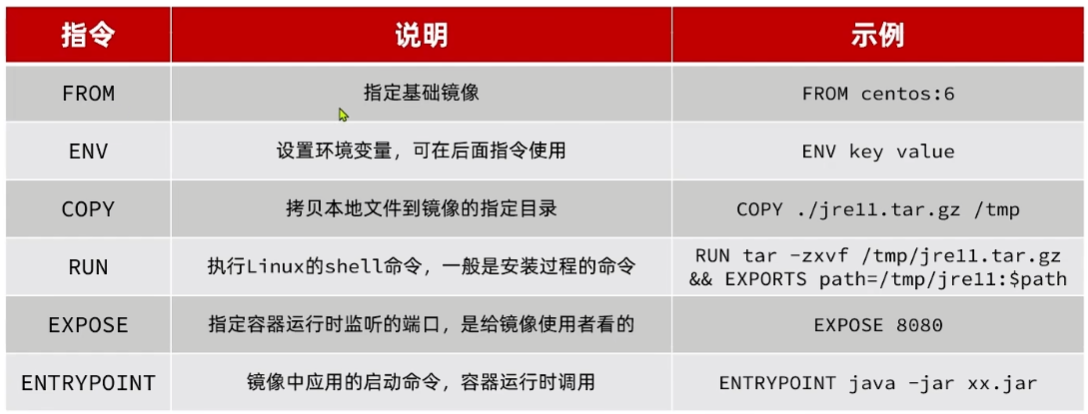 指令 说明 示例
FROM 指定基础镜像 FROM centos:6
ENV 设置环境变量，可在后面指令使用 ENV key value
COPY 拷贝本地文件到镜像的指定目录 COPY ./jre11.tar.gz /tmp
RUN 执行Linux的shell命令，一般是安装过程的命令 RUN tar -zxvf /tmp/jre11.tar.gz
&& EXPORTS path=/tmp/jre11:$path
EXPOSE 指定容器运行时监听的端口，是给镜像使用者看的 EXPOSE 8080
ENTRYPOINT 镜像中应用的启动命令，容器运行时调用 ENTRYPOINT java -jar xx.jar